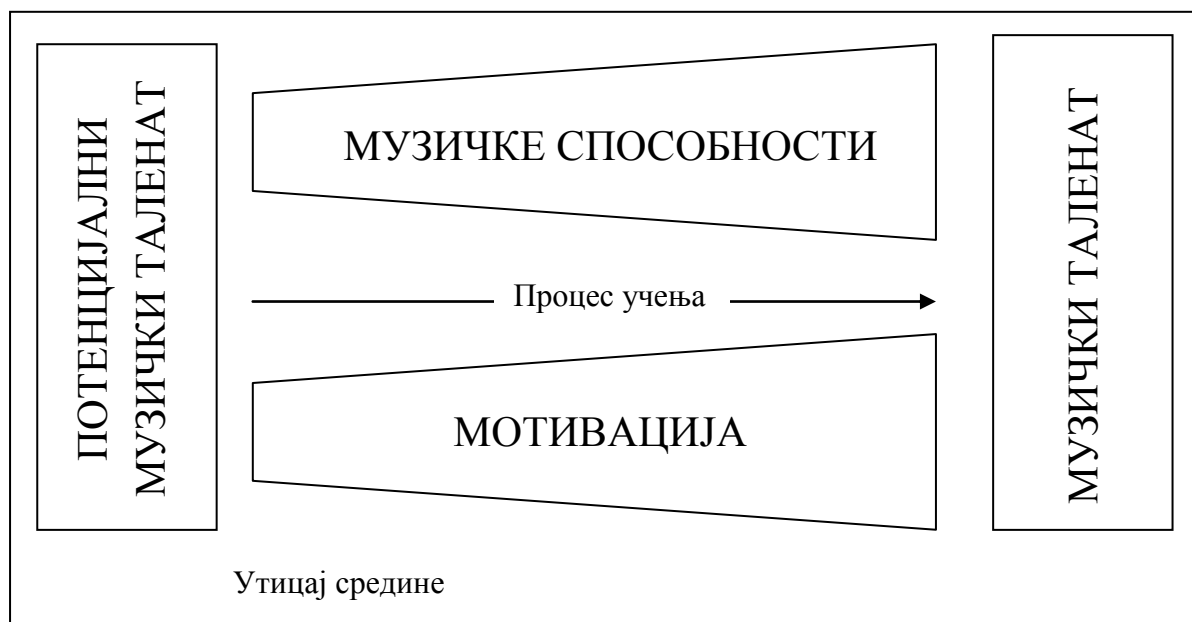 ПОТЕНЦИЈАЛНИ
МУЗИЧКИ ТАЛЕНАТ
МУЗИЧКЕ СПОСОБНОСТИ
Процес учења
МОТИВАЦИЈА
МУЗИЧКИ ТАЛЕНАТ
Утицај средине